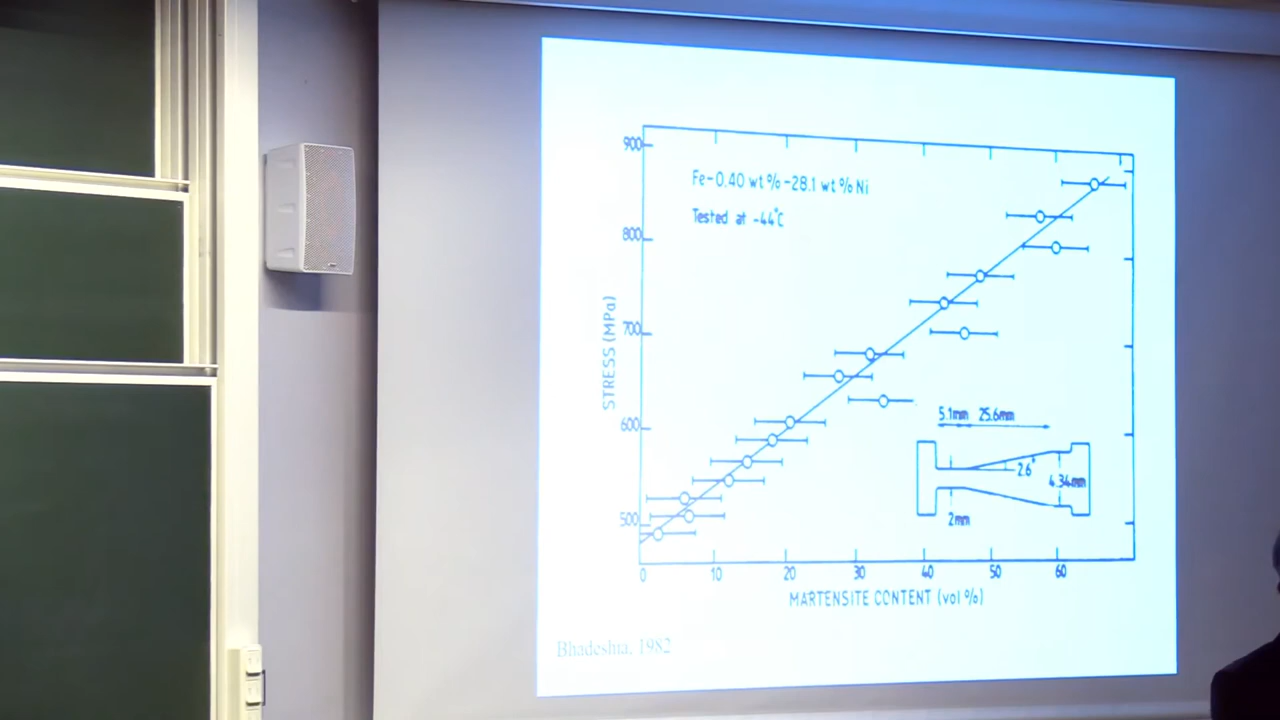 900
Fe-0.40 wt%-28.1 wt%Ni
Tested at -44°C
800
700
STRESS (MPa)
600
5.1mm 25.6mm
2.6°
4.34mm
2mm
500
0 10 20 30 40 50 60
MARTENSITE CONTENT (vol %)
Bhadeshia, 1982